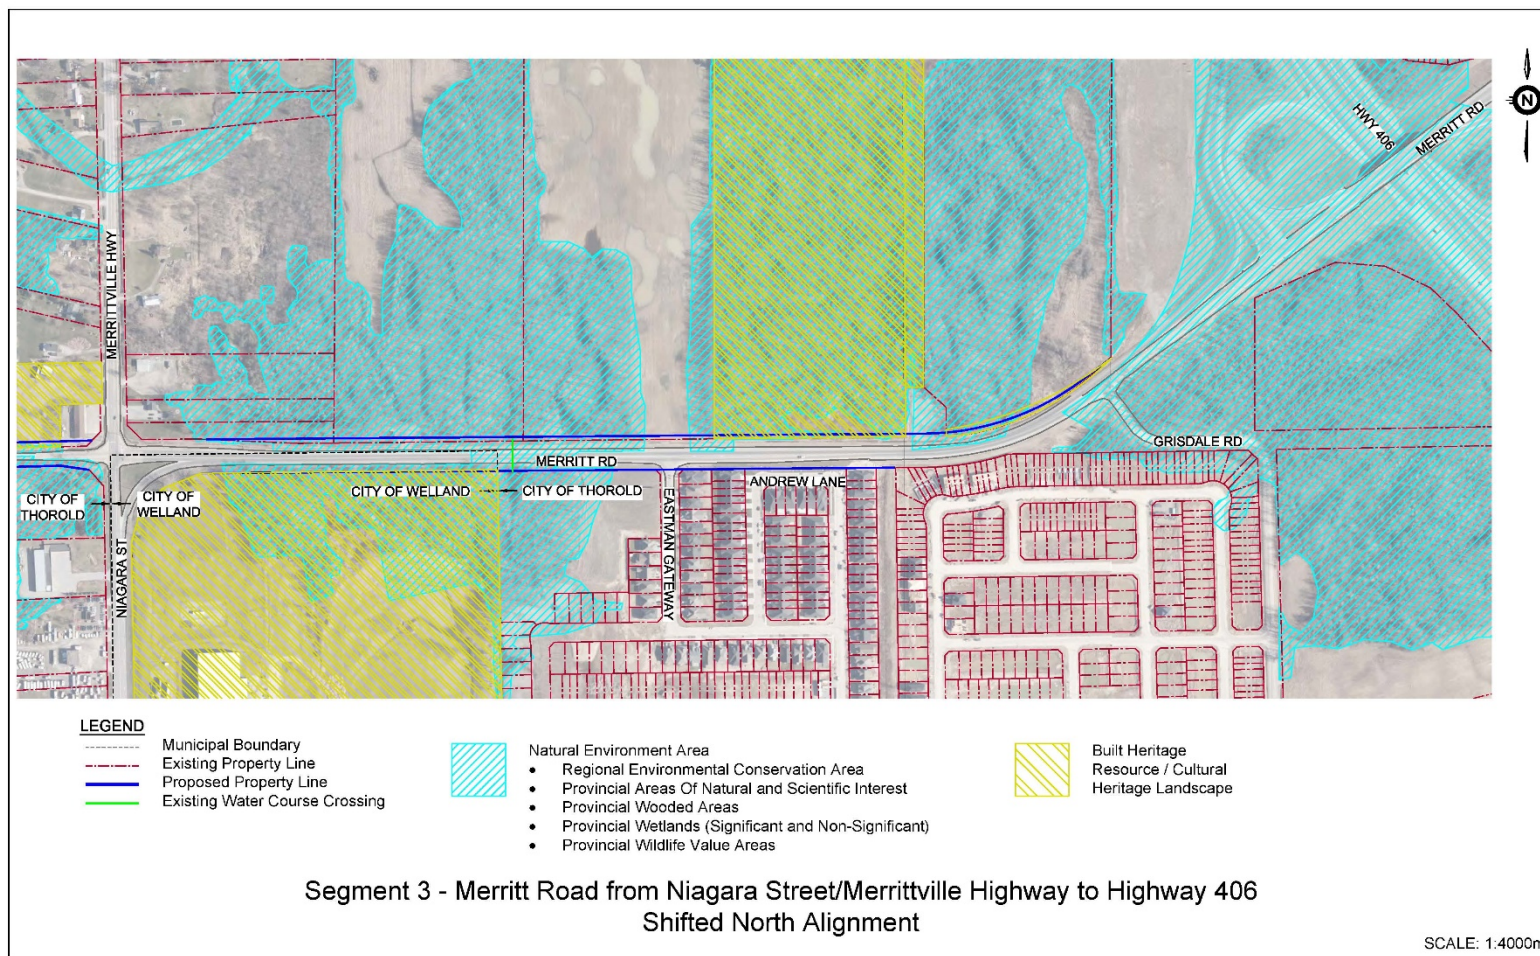 N
HWY 406
MERRITT RD
MERRITTVILLE HWY
GRISDALE RD
MERRITT RD
ANDREW LANE
CITY OF WELLAND
CITY OF THOROLD
CITY OF
THOROLD
CITY OF
WELLAND
EASTMAN GATEWAY
NIAGARA ST
LEGEND
Municipal Boundary
Existing Property Line
Proposed Property Line
Existing Water Course Crossing
Natural Environment Area
• Regional Environmental Conservation Area
• Provincial Areas Of Natural and Scientific Interest
• Provincial Wooded Areas
• Provincial Wetlands (Significant and Non-Significant)
• Provincial Wildlife Value Areas
Built Heritage
Resource / Cultural
Heritage Landscape
Segment 3 - Merritt Road from Niagara Street/Merrittville Highway to Highway 406
Shifted North Alignment
SCALE: 1:4000m